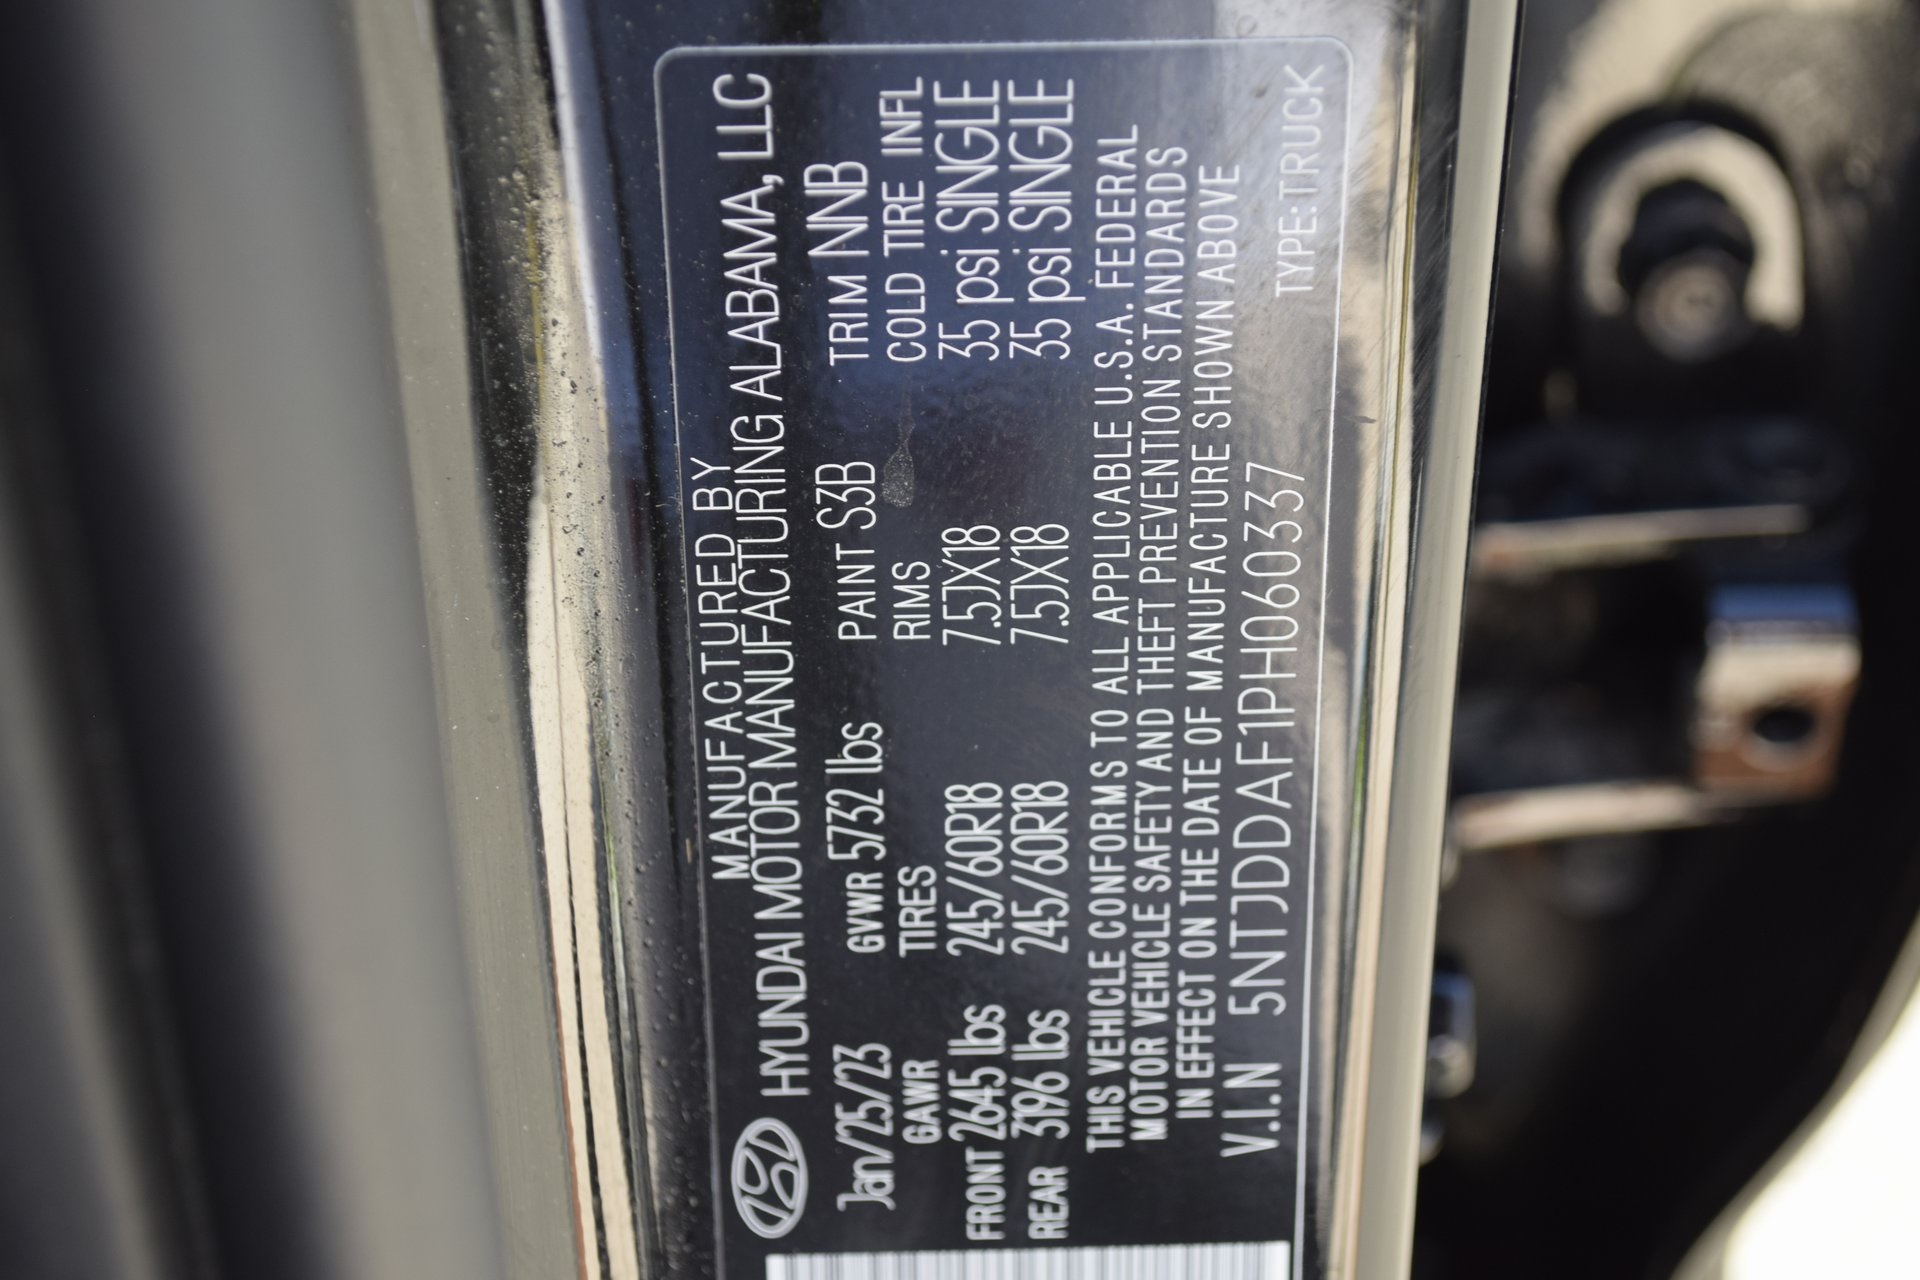 MANUFACTURED BY
HYUNDAI MOTOR MANUFACTURING ALABAMA, LLC
Jan/25/23 GVWR 5732 lbs PAINT S3B TRIM NNB
GAWR TIRES RIMS COLD TIRE INFL
FRONT 2645 lbs 245/60R18 7.5JX18 35 psi SINGLE
REAR 3196 lbs 245/60R18 7.5JX18 35 psi SINGLE
THIS VEHICLE CONFORMS TO ALL APPLICABLE U.S.A. FEDERAL
MOTOR VEHICLE SAFETY AND THEFT PREVENTION STANDARDS
IN EFFECT ON THE DATE OF MANUFACTURE SHOWN ABOVE
V.I.N 5NTJDDAF1PH060337 TYPE:TRUCK